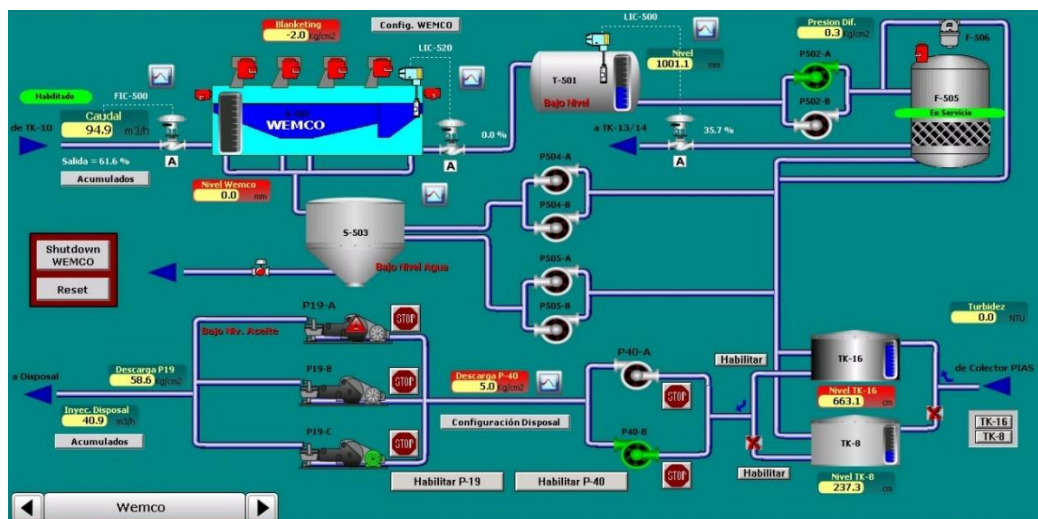 Blanketing
-2.0 Kg/cm2
Config. WEMCO
LIC-520
LIC-500
Nivel
1001.1 mm
Presion Dif.
0.3 Kg/cm2
F-506
P502-A
P502-B
T-501
Bajo Nivel
F-505
En Servicio
Habilitado
FIC-500
Caudal
94.9 m3/h
de TK-10
WEMCO
A
Salida = 61.6 %
Acumulados
A
0.0 %
a TK-13/14
35.7 %
A
Nivel Wemco
0.0 mm
P504-A
P504-B
S-503
Bajo Nivel Agua
P505-A
P505-B
Shutdown
WEMCO
Reset
P19-A
STOP
Bajo Niv. Aceite
Turbidez
0.0 NTU
a Disposal
Descarga P19
58.6 Kg/cm2
P19-B
STOP
Descarga P-40
5.0 Kg/cm2
P40-A
STOP
Habilitar
TK-16
de Colector PIAS
Nivel TK-16
663.1 cm
Inyec. Disposal
40.9 m3/h
Acumulados
Configuración Disposal
TK-16
TK-8
P19-C
STOP
P40-B
STOP
TK-8
Habilitar
Nivel TK-8
237.3 cm
Habilitar P-19
Habilitar P-40
Wemco